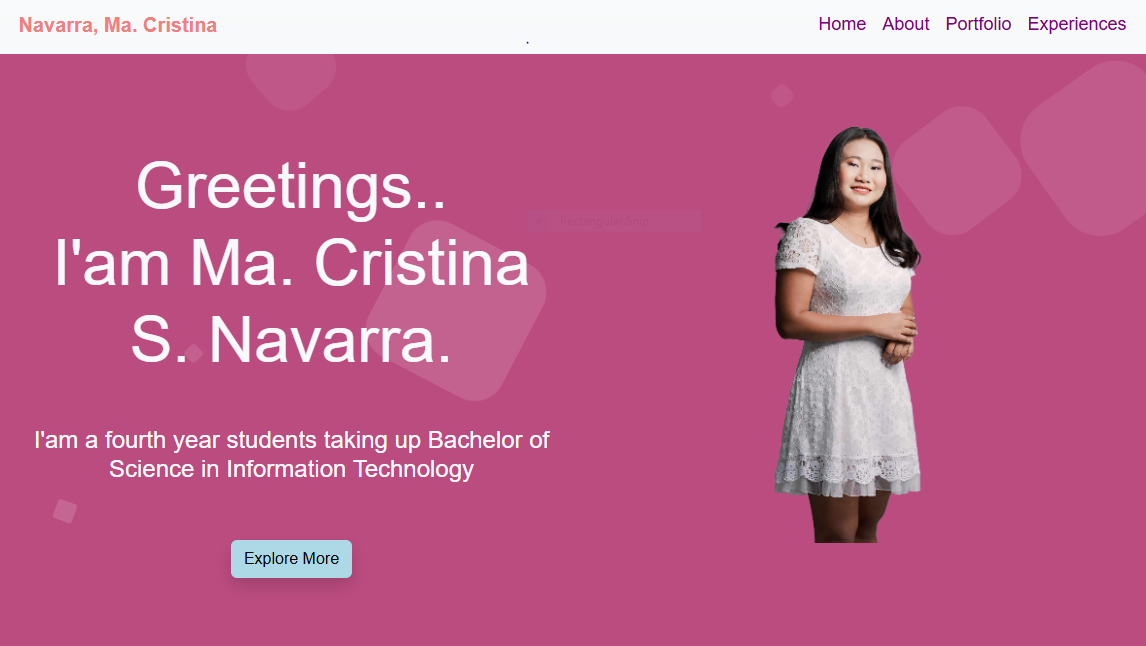 Navarra, Ma. Cristina
Home About Portfolio Experiences
Greetings..
I'am Ma. Cristina
S. Navarra.
Rectangular Snip
I'am a fourth year students taking up Bachelor of
Science in Information Technology
Explore More